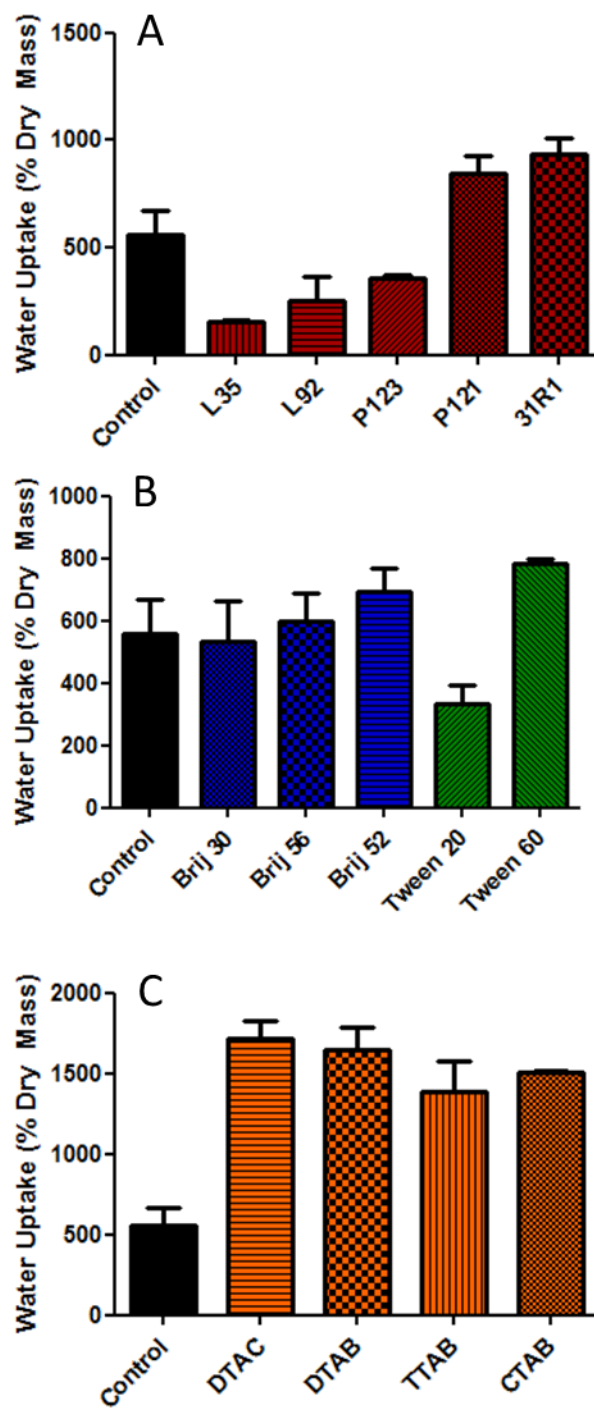 A
Water Uptake (% Dry Mass)
1500
1000
500
0
Control
L35
L92
P123
P121
31R1
B
Water Uptake (% Dry Mass)
1000
800
600
400
200
0
Control
Brij 30
Brij 56
Brij 52
Tween 20
Tween 60
C
Water Uptake (% Dry Mass)
2000
1500
1000
500
0
Control
DTAC
DTAB
TTAB
CTAB